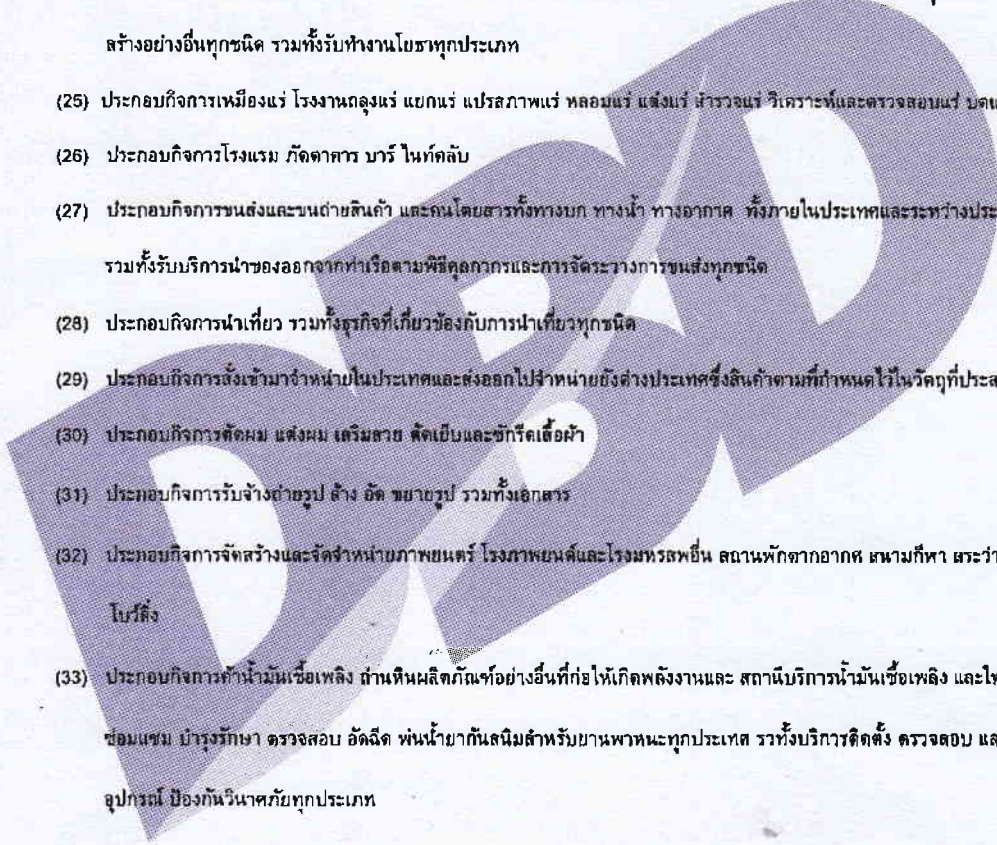 สร้างอย่างอื่นทุกชนิด รวมทั้งรับทำงานโยธาทุกประเภท
(25) ประกอบกิจการเหมืองแร่ โรงงานถลุงแร่ แยกแร่ แปรสภาพแร่ หลอมแร่ แต่งแร่ สำรวจแร่ วิเคราะห์และตรวจสอบแร่
(26) ประกอบกิจการโรงแรม ภัตตาคาร บาร์ ไนท์คลับ
(27) ประกอบกิจการขนส่งและขนถ่ายสินค้า และคนโดยสารทั้งทางบก ทางน้ำ ทางอากาศ ทั้งภายในประเทศและระหว่างประ
รวมทั้งรับบริการนำของออกจากท่าเรือตามพิธีศุลกากรและการจัดระวางการขนส่งทุกชนิด
(28) ประกอบกิจการนำเที่ยว รวมทั้งธุรกิจที่เกี่ยวข้องกับการนำเที่ยวทุกชนิด
(29) ประกอบกิจการสั่งเข้ามาจำหน่ายในประเทศและส่งออกไปจำหน่ายยังต่างประเทศซึ่งสินค้าตามที่กำหนดไว้ในวัตถุที่ประส
(30) ประกอบกิจการตัดผม แต่งผม เสริมสวย ตัดเย็บและซักรีดเสื้อผ้า
(31) ประกอบกิจการรับจ้างถ่ายรูป ล้าง อัด ขยายรูป รวมทั้งเอกสาร
(32) ประกอบกิจการจัดสร้างและจัดจำหน่ายภาพยนตร์ โรงภาพยนต์และโรงมหรสพอื่น สถานพักตากอากศ สนามกีฬา สระว่า
โบว์ลิ่ง
(33) ประกอบกิจการค้าน้ำมันเชื้อเพลิง ถ่านหินผลิตภัณฑ์อย่างอื่นที่ก่อให้เกิดพลังงานและ สถานีบริการน้ำมันเชื้อเพลิง และให
ซ่อมแซม บำรุงรักษา ตรวจสอบ อัดฉีด พ่นน้ำยากันสนิมสำหรับยานพาหนะทุกประเภท รวทั้งบริการติดตั้ง ตรวจสอบ แล
อุปกรณ์ ป้องกันวินาศภัยทุกประเภท
DBD